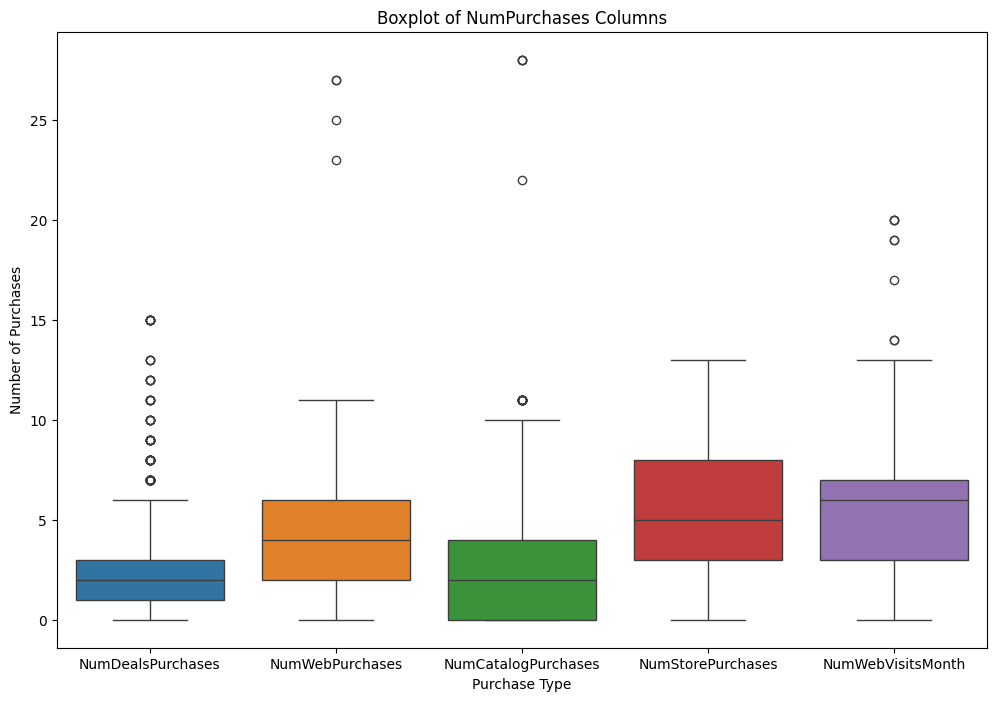 Boxplot of NumPurchases Columns
Number of Purchases
25
20
15
10
5
0
NumDealsPurchases
NumWebPurchases
NumCatalogPurchases
NumStorePurchases
NumWebVisitsMonth
Purchase Type